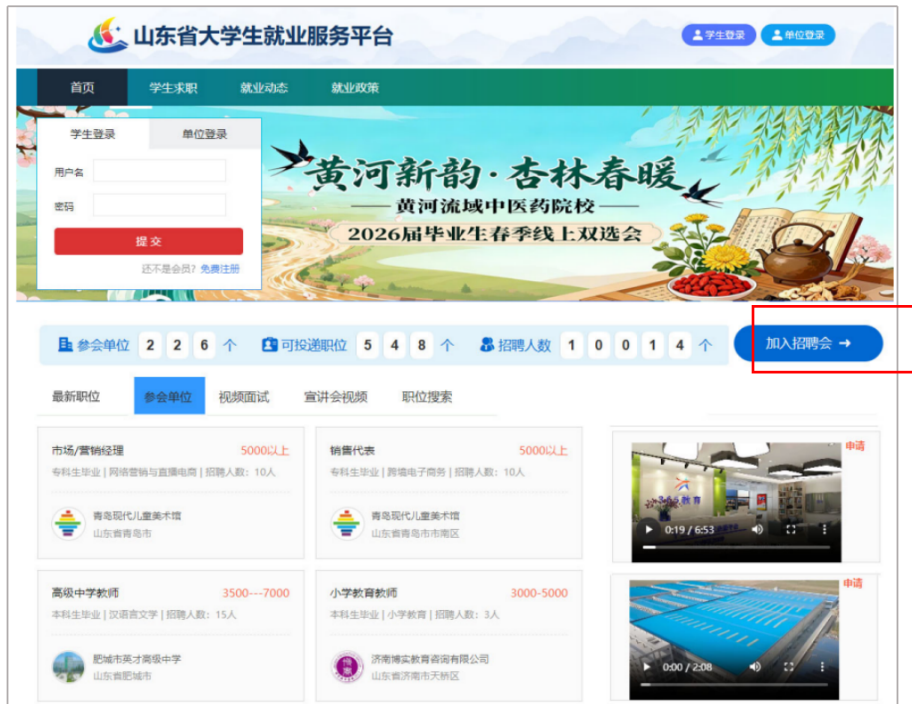 山东省大学生就业服务平台
学生登录 单位登录
首页 学生求职 就业动态 就业政策
学生登录 单位登录
用户名
密码
提 交
还不是会员? 免费注册
黄河新韵·杏林春暖
黄河流域中医药院校
2026届毕业生春季线上双选会
参会单位 2 2 6 个 可投递职位 5 4 8 个 招聘人数 1 0 0 1 4 个 加入招聘会 →
最新职位 参会单位 视频面试 宣讲会视频 职位搜索
市场/营销经理 5000以上
专科生毕业 | 网络营销与直播电商 | 招聘人数: 10人
青岛现代儿童美术馆
山东省青岛市
销售代表 5000以上
专科生毕业 | 跨境电子商务 | 招聘人数: 10人
青岛现代儿童美术馆
山东省青岛市市南区
申请
365教育
0:19 / 6:53
高级中学教师 3500---7000
本科生毕业 | 汉语言文学 | 招聘人数: 15人
肥城市英才高级中学
山东省肥城市
小学教育教师 3000-5000
本科生毕业 | 小学教育 | 招聘人数: 3人
济南博实教育咨询有限公司
山东省济南市天桥区
申请
0:00 / 2:08